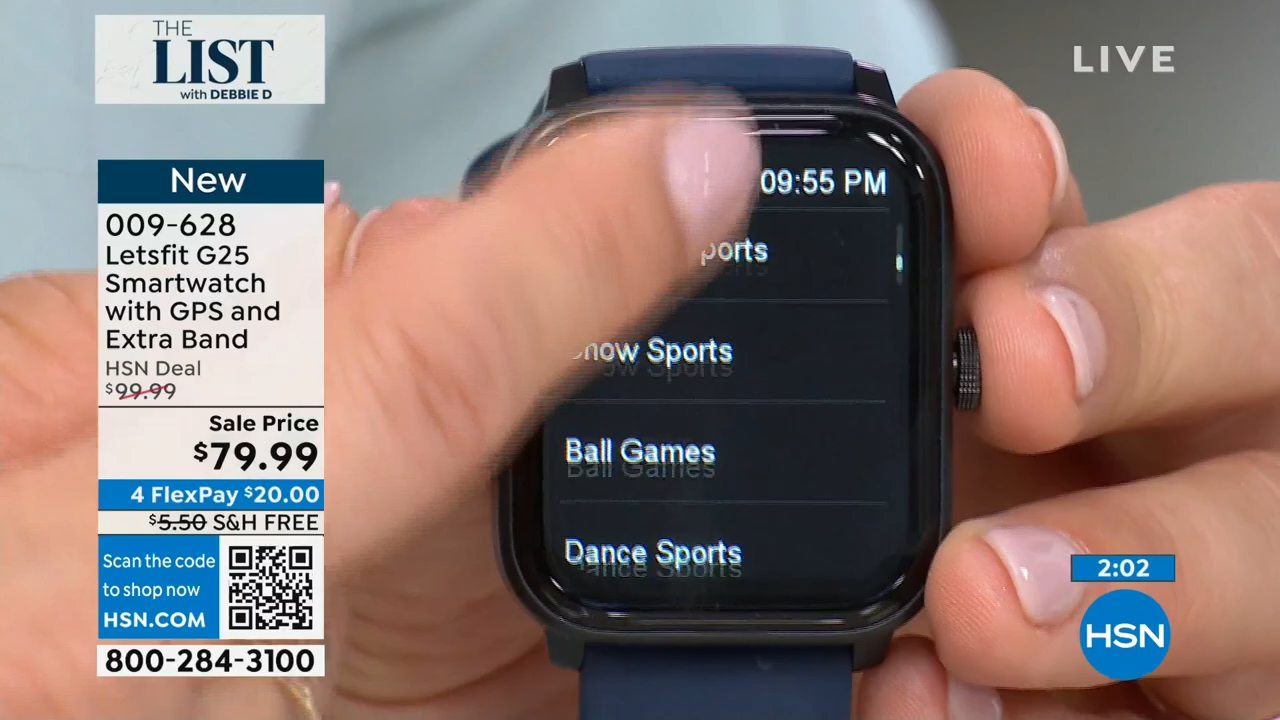 THE
LIST
with DEBBIE D
New
009-628
Letsfit G25
Smartwatch
with GPS and
Extra Band
HSN Deal
$99.99
Sale Price
$79.99
4 FlexPay $20.00
$5.50 S&H FREE
Scan the code
to shop now
HSN.COM
800-284-3100
LIVE
09:55 PM
Snow Sports
Ball Games
Dance Sports
2:02
HSN